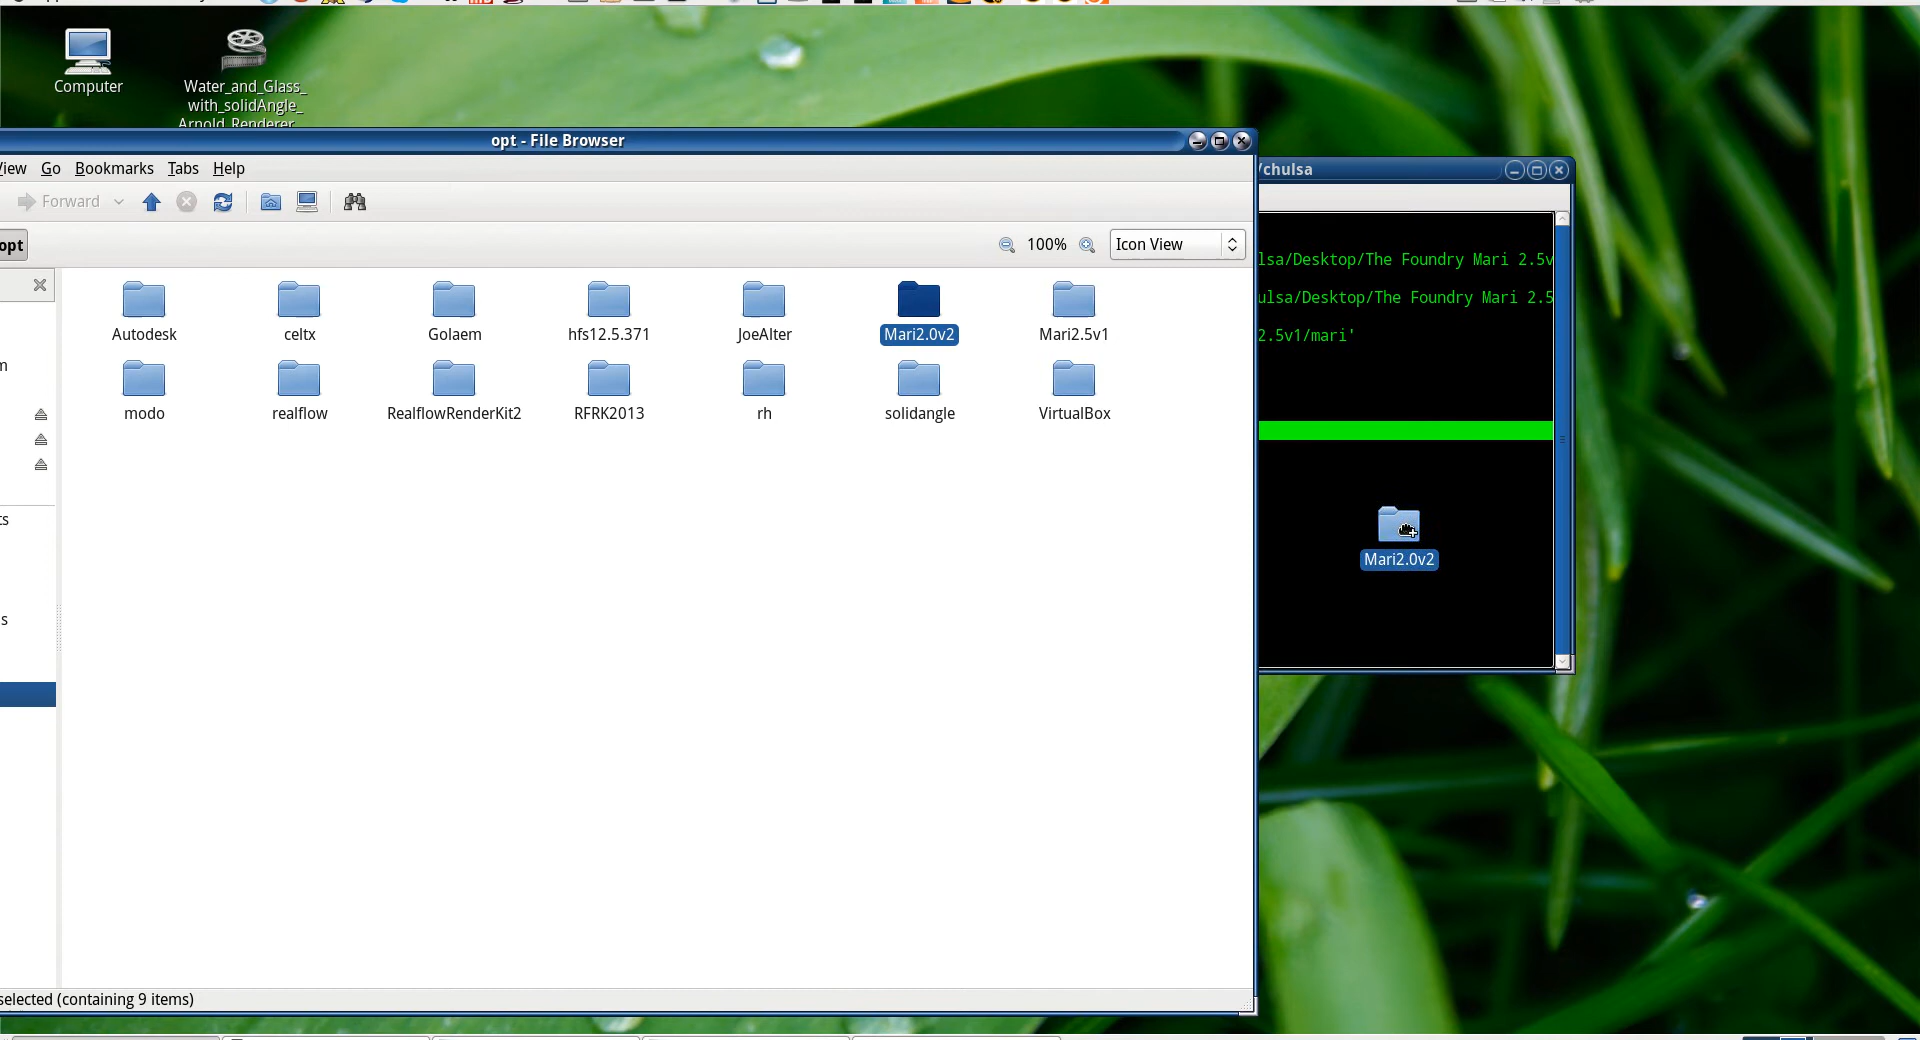 Computer
Water_and_Glass_
with_solidAngle_
Arnold_Renderer_
opt - File Browser
View Go Bookmarks Tabs Help
Forward
opt
100%
Icon View
Autodesk
celtx
Golaem
hfs12.5.371
JoeAlter
Mari2.0v2
Mari2.5v1
modo
realflow
RealflowRenderKit2
RFRK2013
rh
solidangle
VirtualBox
selected (containing 9 items)
/chulsa
lsa/Desktop/The Foundry Mari 2.5v
ulsa/Desktop/The Foundry Mari 2.5
2.5v1/mari'
Mari2.0v2